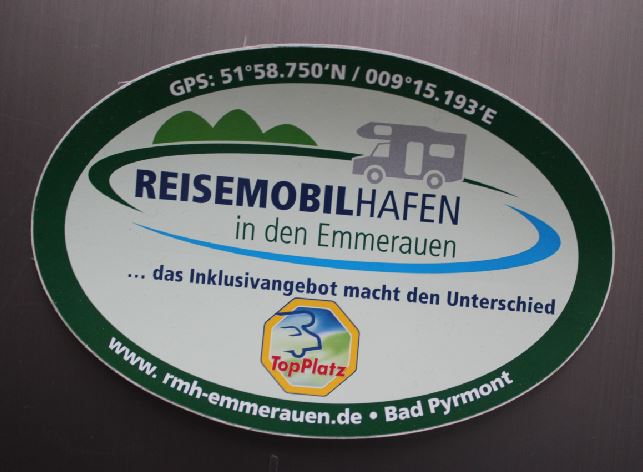 GPS: 51°58.750'N / 009°15.193'E
REISEMOBILHAFEN
in den Emmerauen
... das Inklusivangebot macht den Unterschied
TopPlatz
www. rmh-emmerauen.de • Bad Pyrmont